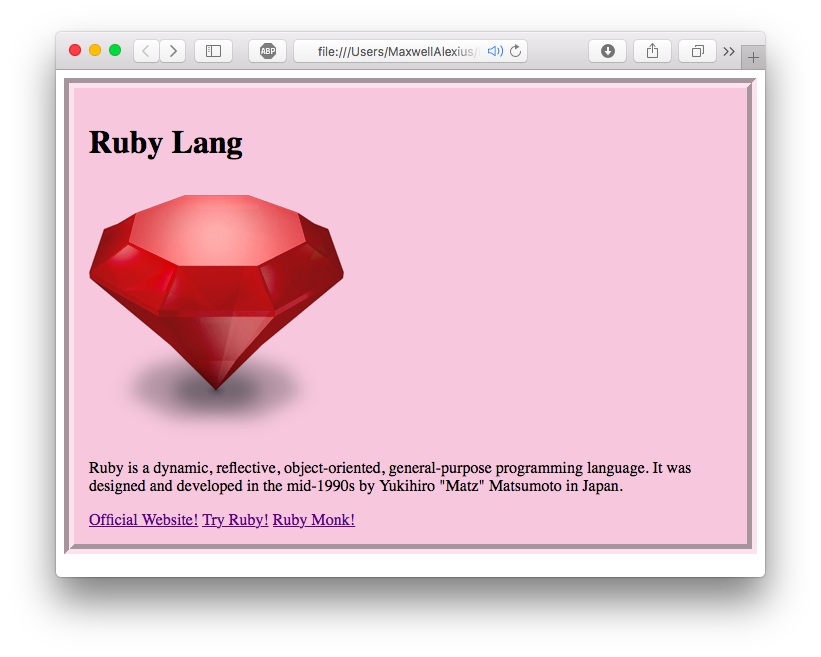 ABP
file:///Users/MaxwellAlexius/
Ruby Lang
Ruby is a dynamic, reflective, object-oriented, general-purpose programming language. It was
designed and developed in the mid-1990s by Yukihiro "Matz" Matsumoto in Japan.
Official Website! Try Ruby! Ruby Monk!